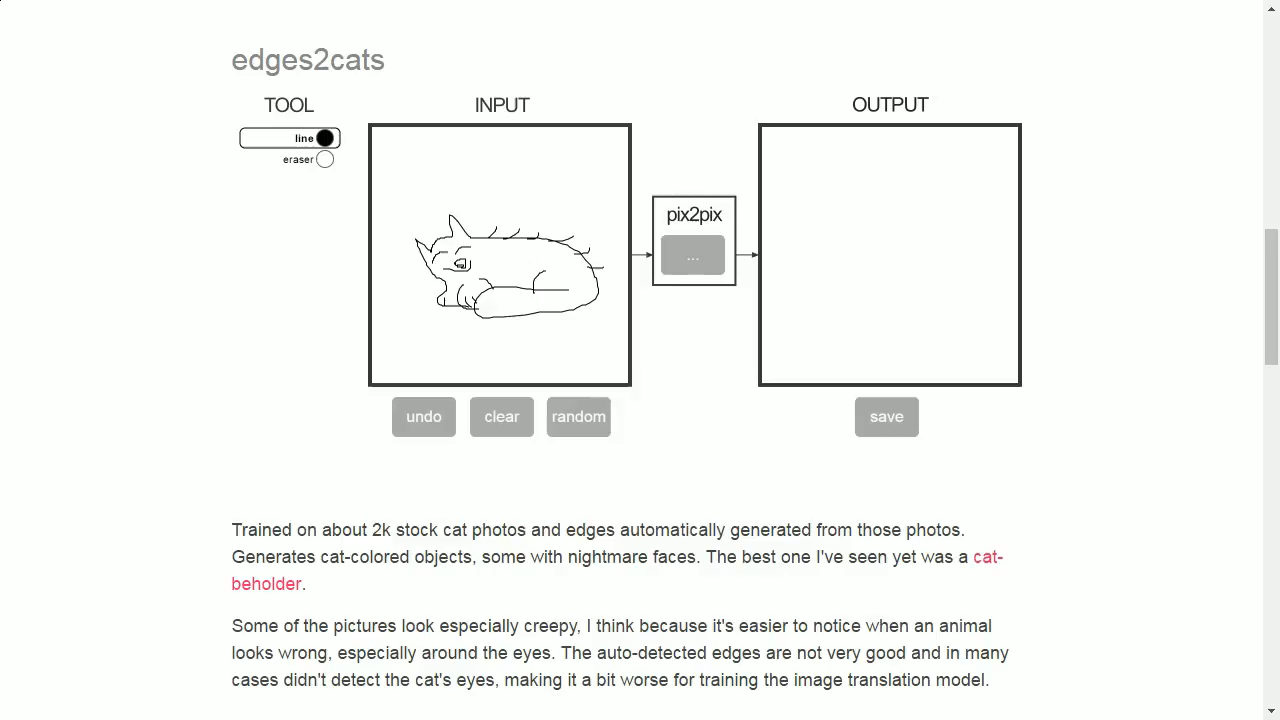 edges2cats
TOOL
INPUT
OUTPUT
line
eraser
pix2pix
...
undo
clear
random
save
Trained on about 2k stock cat photos and edges automatically generated from those photos.
Generates cat-colored objects, some with nightmare faces. The best one I've seen yet was a cat-
beholder.
Some of the pictures look especially creepy, I think because it's easier to notice when an animal
looks wrong, especially around the eyes. The auto-detected edges are not very good and in many
cases didn't detect the cat's eyes, making it a bit worse for training the image translation model.